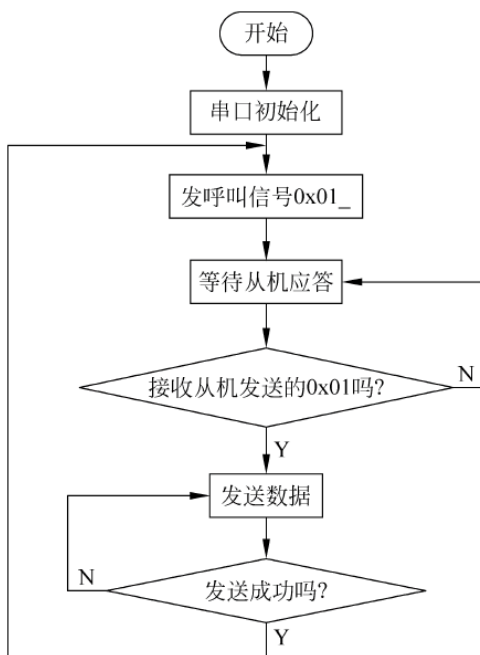 开始
串口初始化
发呼叫信号0x01_
等待从机应答
接收从机发送的0x01吗?
N
Y
发送数据
N
发送成功吗?
Y